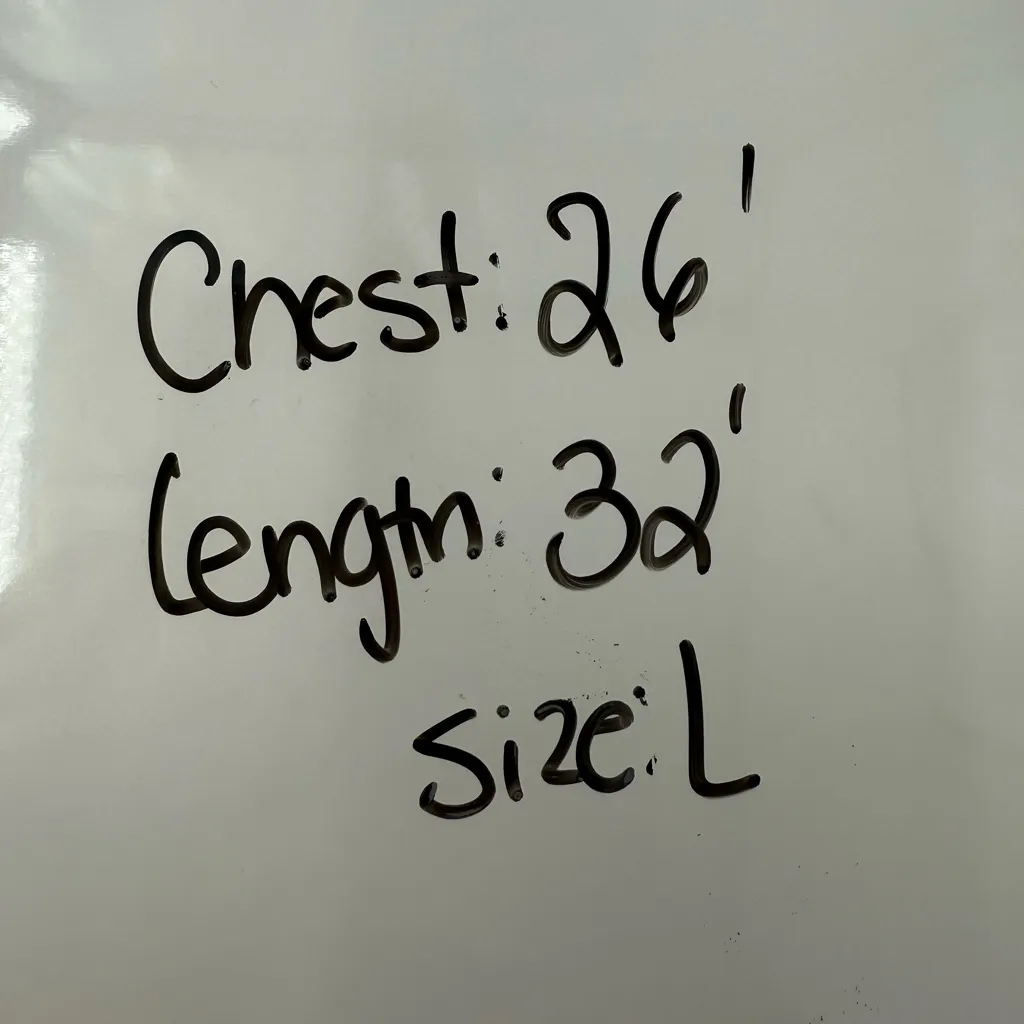 Chest: 26'
Length: 32'
Size: L